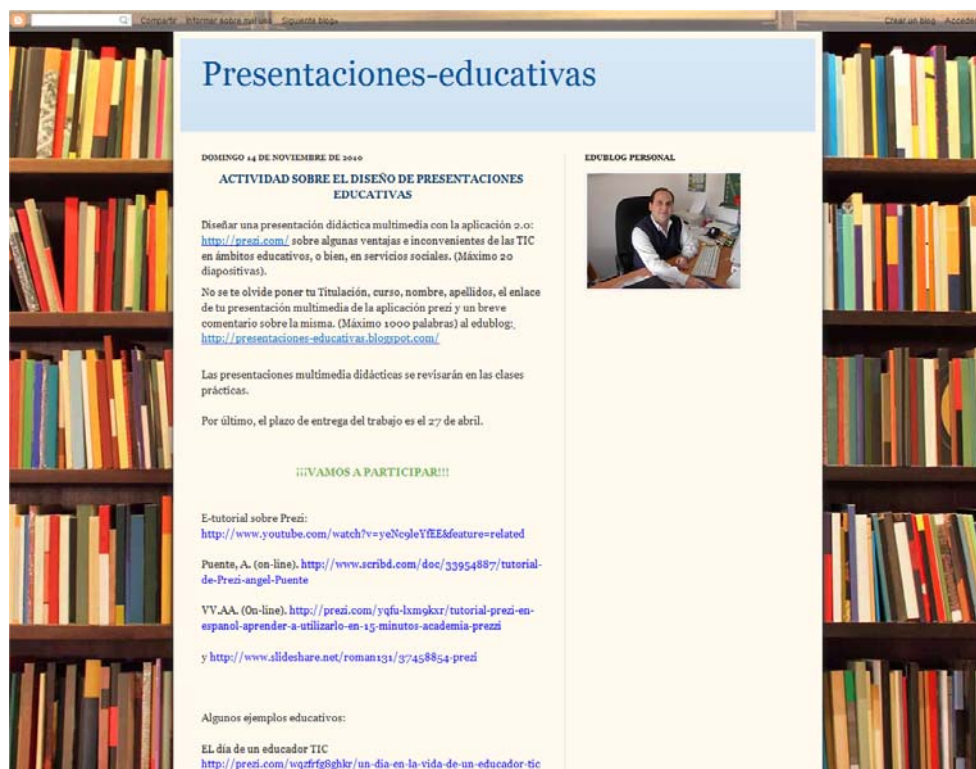 Compartir Informar sobre mal uso Siguiente blog»
Crear un blog Acceder
Presentaciones-educativas
DOMINGO 14 DE NOVIEMBRE DE 2010
ACTIVIDAD SOBRE EL DISEÑO DE PRESENTACIONES
EDUCATIVAS
Diseñar una presentación didáctica multimedia con la aplicación 2.0:
http://prezi.com/ sobre algunas ventajas e inconvenientes de las TIC
en ámbitos educativos, o bien, en servicios sociales. (Máximo 20
diapositivas).
No se te olvide poner tu Titulación, curso, nombre, apellidos, el enlace
de tu presentación multimedia de la aplicación prezi y un breve
comentario sobre la misma. (Máximo 1000 palabras) al edublog:
http://presentaciones-educativas.blogspot.com/
Las presentaciones multimedia didácticas se revisarán en las clases
prácticas.
Por último, el plazo de entrega del trabajo es el 27 de abril.
¡¡¡VAMOS A PARTICIPAR!!!
E-tutorial sobre Prezi:
http://www.youtube.com/watch?v=yeNc9leYfEE&feature=related
Puente, A. (on-line). http://www.scribd.com/doc/33954887/tutorial-
de-Prezi-angel-Puente
VV.AA. (On-line). http://prezi.com/yqfu-lxm9kxr/tutorial-prezi-en-
espanol-aprender-a-utilizarlo-en-15-minutos-academia-prezzi
y http://www.slideshare.net/roman131/37458854-prezi
Algunos ejemplos educativos:
EL día de un educador TIC
http://prezi.com/wqzfrfg8ghkr/un-dia-en-la-vida-de-un-educador-tic
EDUBLOG PERSONAL